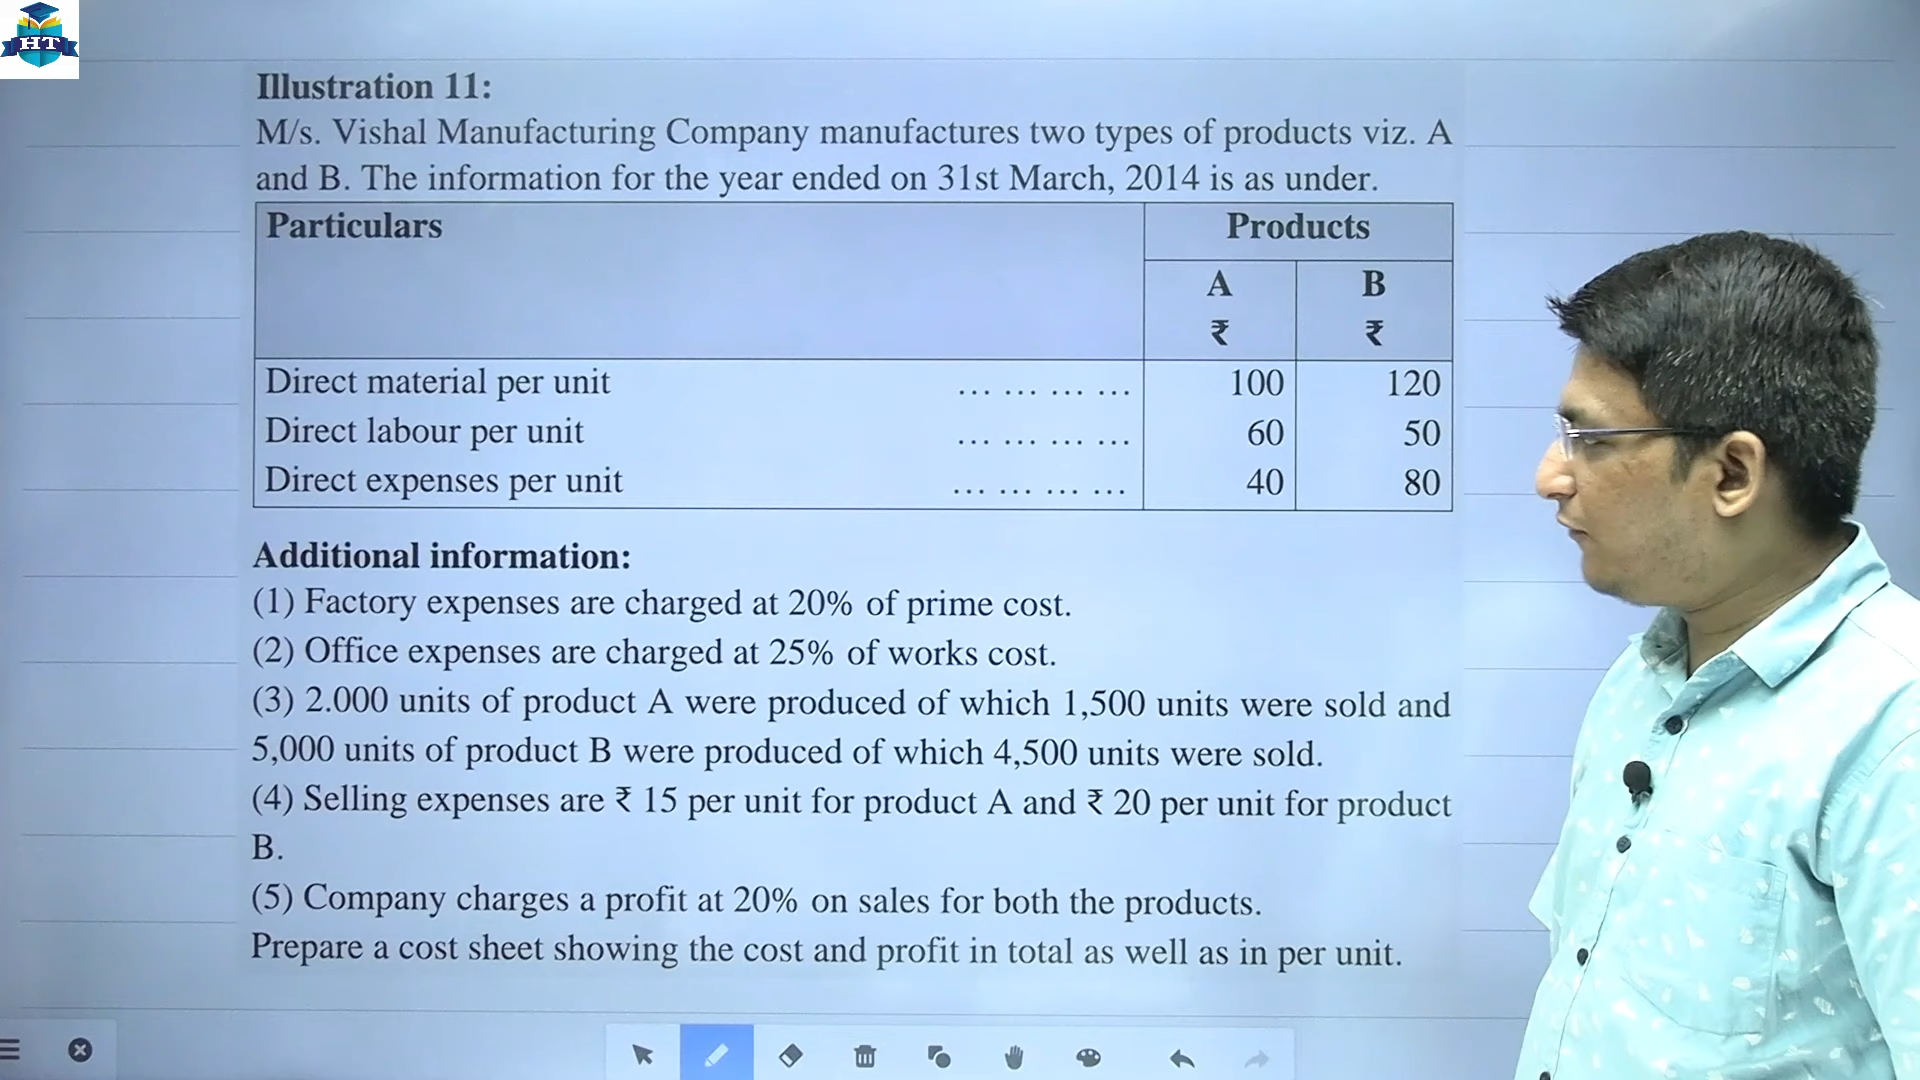 HT
Illustration 11:
M/s. Vishal Manufacturing Company manufactures two types of products viz. A
and B. The information for the year ended on 31st March, 2014 is as under.
Particulars Products
A B
₹ ₹
Direct material per unit ... ... ... ... 100 120
Direct labour per unit ... ... ... ... 60 50
Direct expenses per unit ... ... ... ... 40 80
Additional information:
(1) Factory expenses are charged at 20% of prime cost.
(2) Office expenses are charged at 25% of works cost.
(3) 2.000 units of product A were produced of which 1,500 units were sold and
5,000 units of product B were produced of which 4,500 units were sold.
(4) Selling expenses are ₹ 15 per unit for product A and ₹ 20 per unit for product
B.
(5) Company charges a profit at 20% on sales for both the products.
Prepare a cost sheet showing the cost and profit in total as well as in per unit.